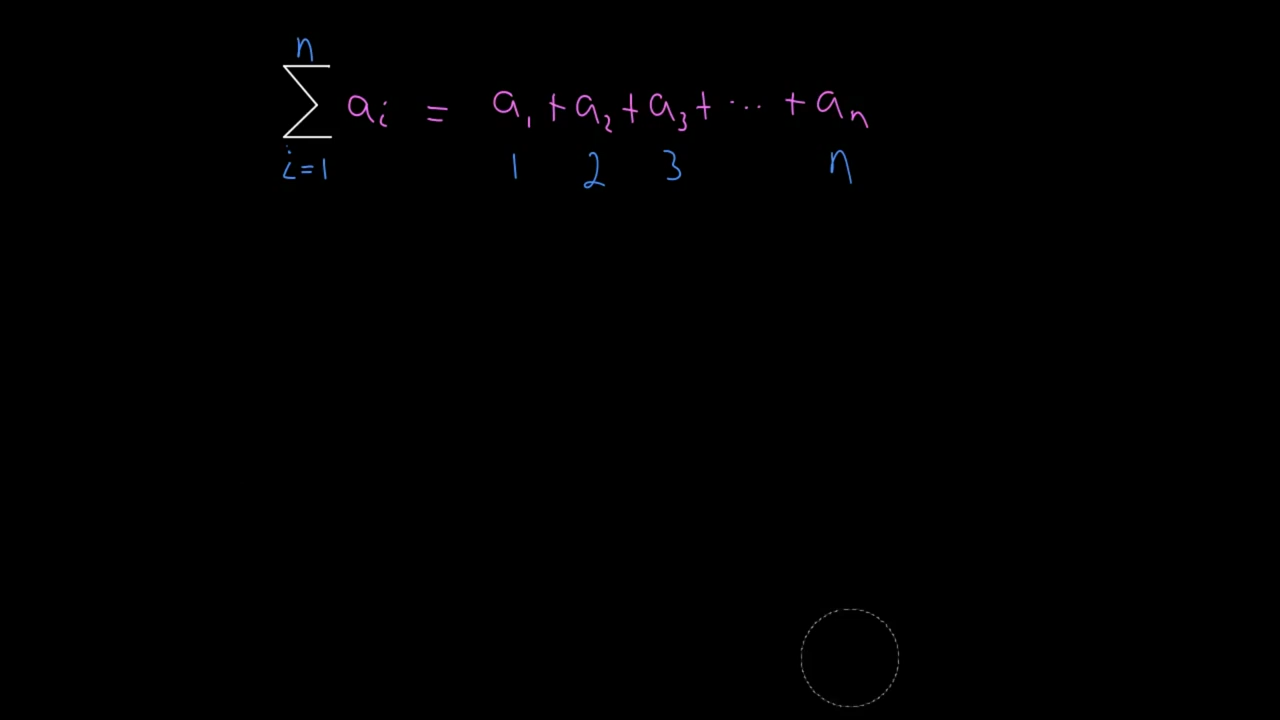 n
∑ aᵢ = a₁ + a₂ + a₃ + ··· + aₙ
i=1 1 2 3 n